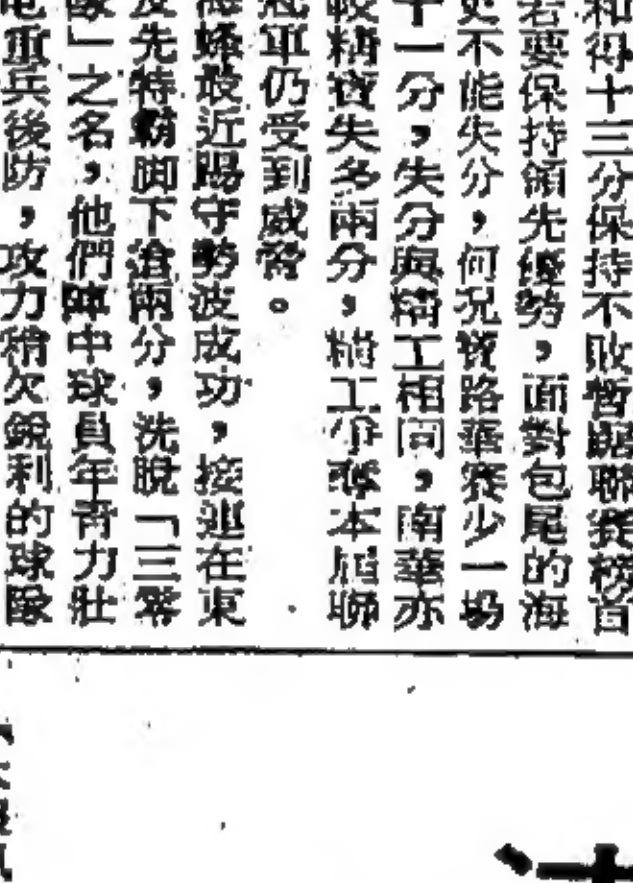 和得十三分保持不敗暫踞聯賽榜首
若要保持領先優勢，面對包尾的海
更不能失分，何況寶路華賽少一場
十一分，失分與精工相同，南華亦
較精寶失多兩分，精工爭奪本屆聯
冠軍仍受到威脅。
海蜂最近踢守勢波成功，接連在東
及先特霸脚下搶兩分，洗脫「三零
隊」之名，他們陣中球員年青力壯
屯重兵後防，攻力稍欠銳利的球隊